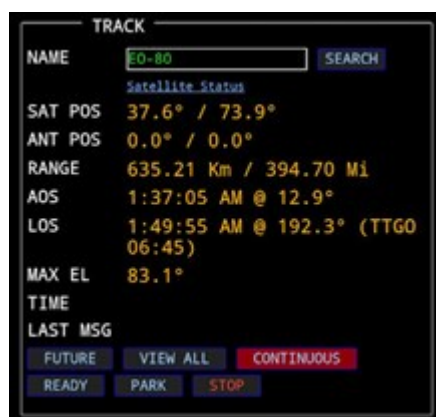 TRACK
NAME EO-80 SEARCH
Satellite Status
SAT POS 37.6° / 73.9°
ANT POS 0.0° / 0.0°
RANGE 635.21 Km / 394.70 Mi
AOS 1:37:05 AM @ 12.9°
LOS 1:49:55 AM @ 192.3° (TTGO
06:45)
MAX EL 83.1°
TIME
LAST MSG
FUTURE VIEW ALL CONTINUOUS
READY PARK STOP